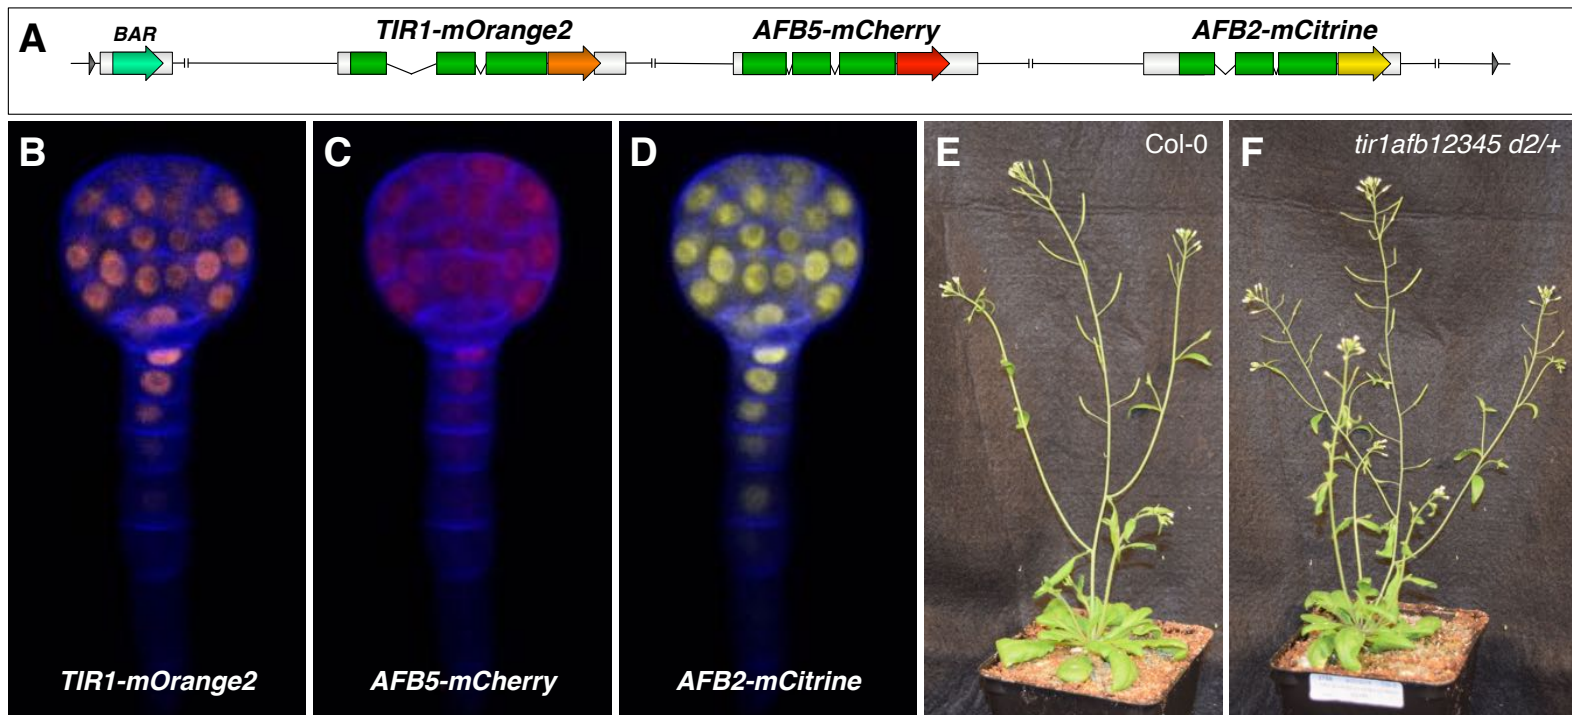 A
BAR
TIR1-mOrange2
AFB5-mCherry
AFB2-mCitrine
B
C
D
E
Col-0
F
tir1afb12345 d2/+
TIR1-mOrange2
AFB5-mCherry
AFB2-mCitrine